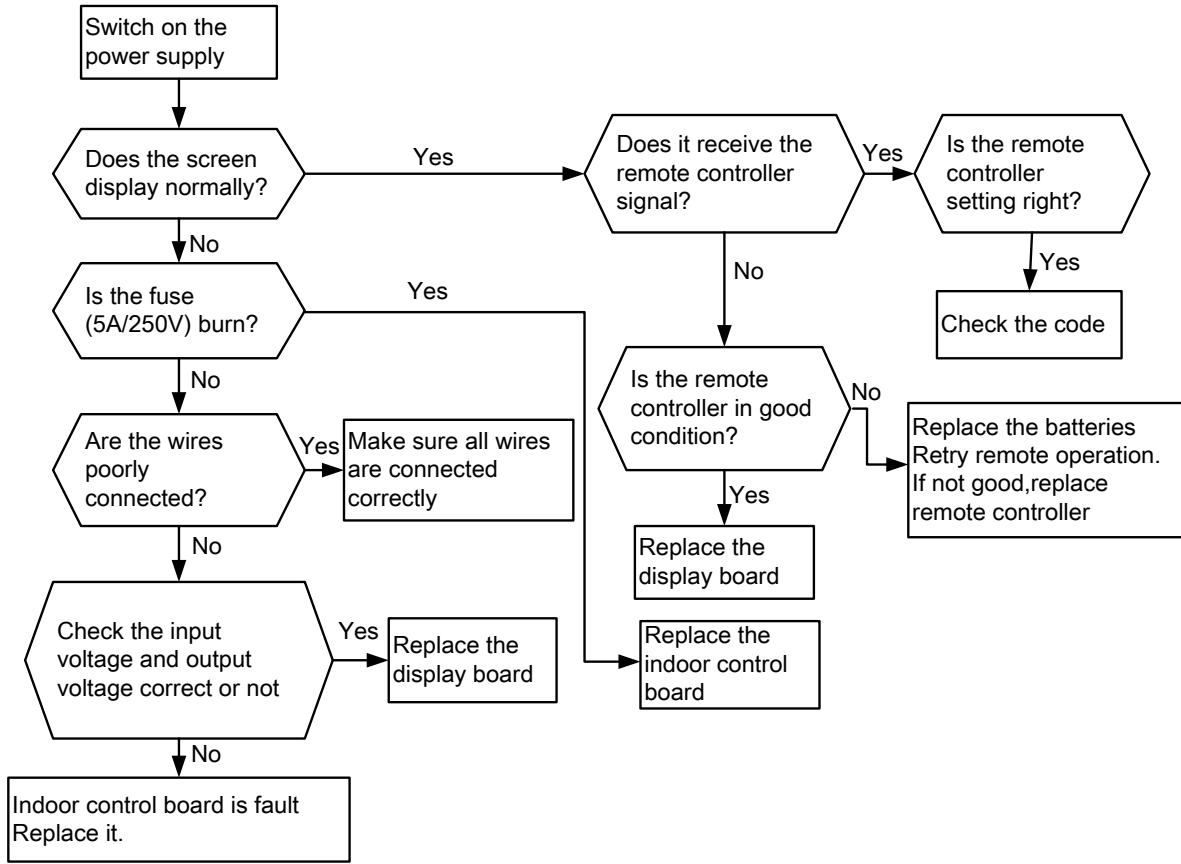 Switch on the
power supply
Does the screen
display normally?
Yes
Does it receive the
remote controller
signal?
Yes
Is the remote
controller
setting right?
No
No
Yes
Is the fuse
(5A/250V) burn?
Yes
Check the code
No
Is the remote
controller in good
condition?
No
Replace the batteries
Retry remote operation.
If not good,replace
remote controller
Are the wires
poorly
connected?
Yes
Make sure all wires
are connected
correctly
Yes
No
Replace the
display board
Check the input
voltage and output
voltage correct or not
Yes
Replace the
display board
Replace the
indoor control
board
No
Indoor control board is fault
Replace it.